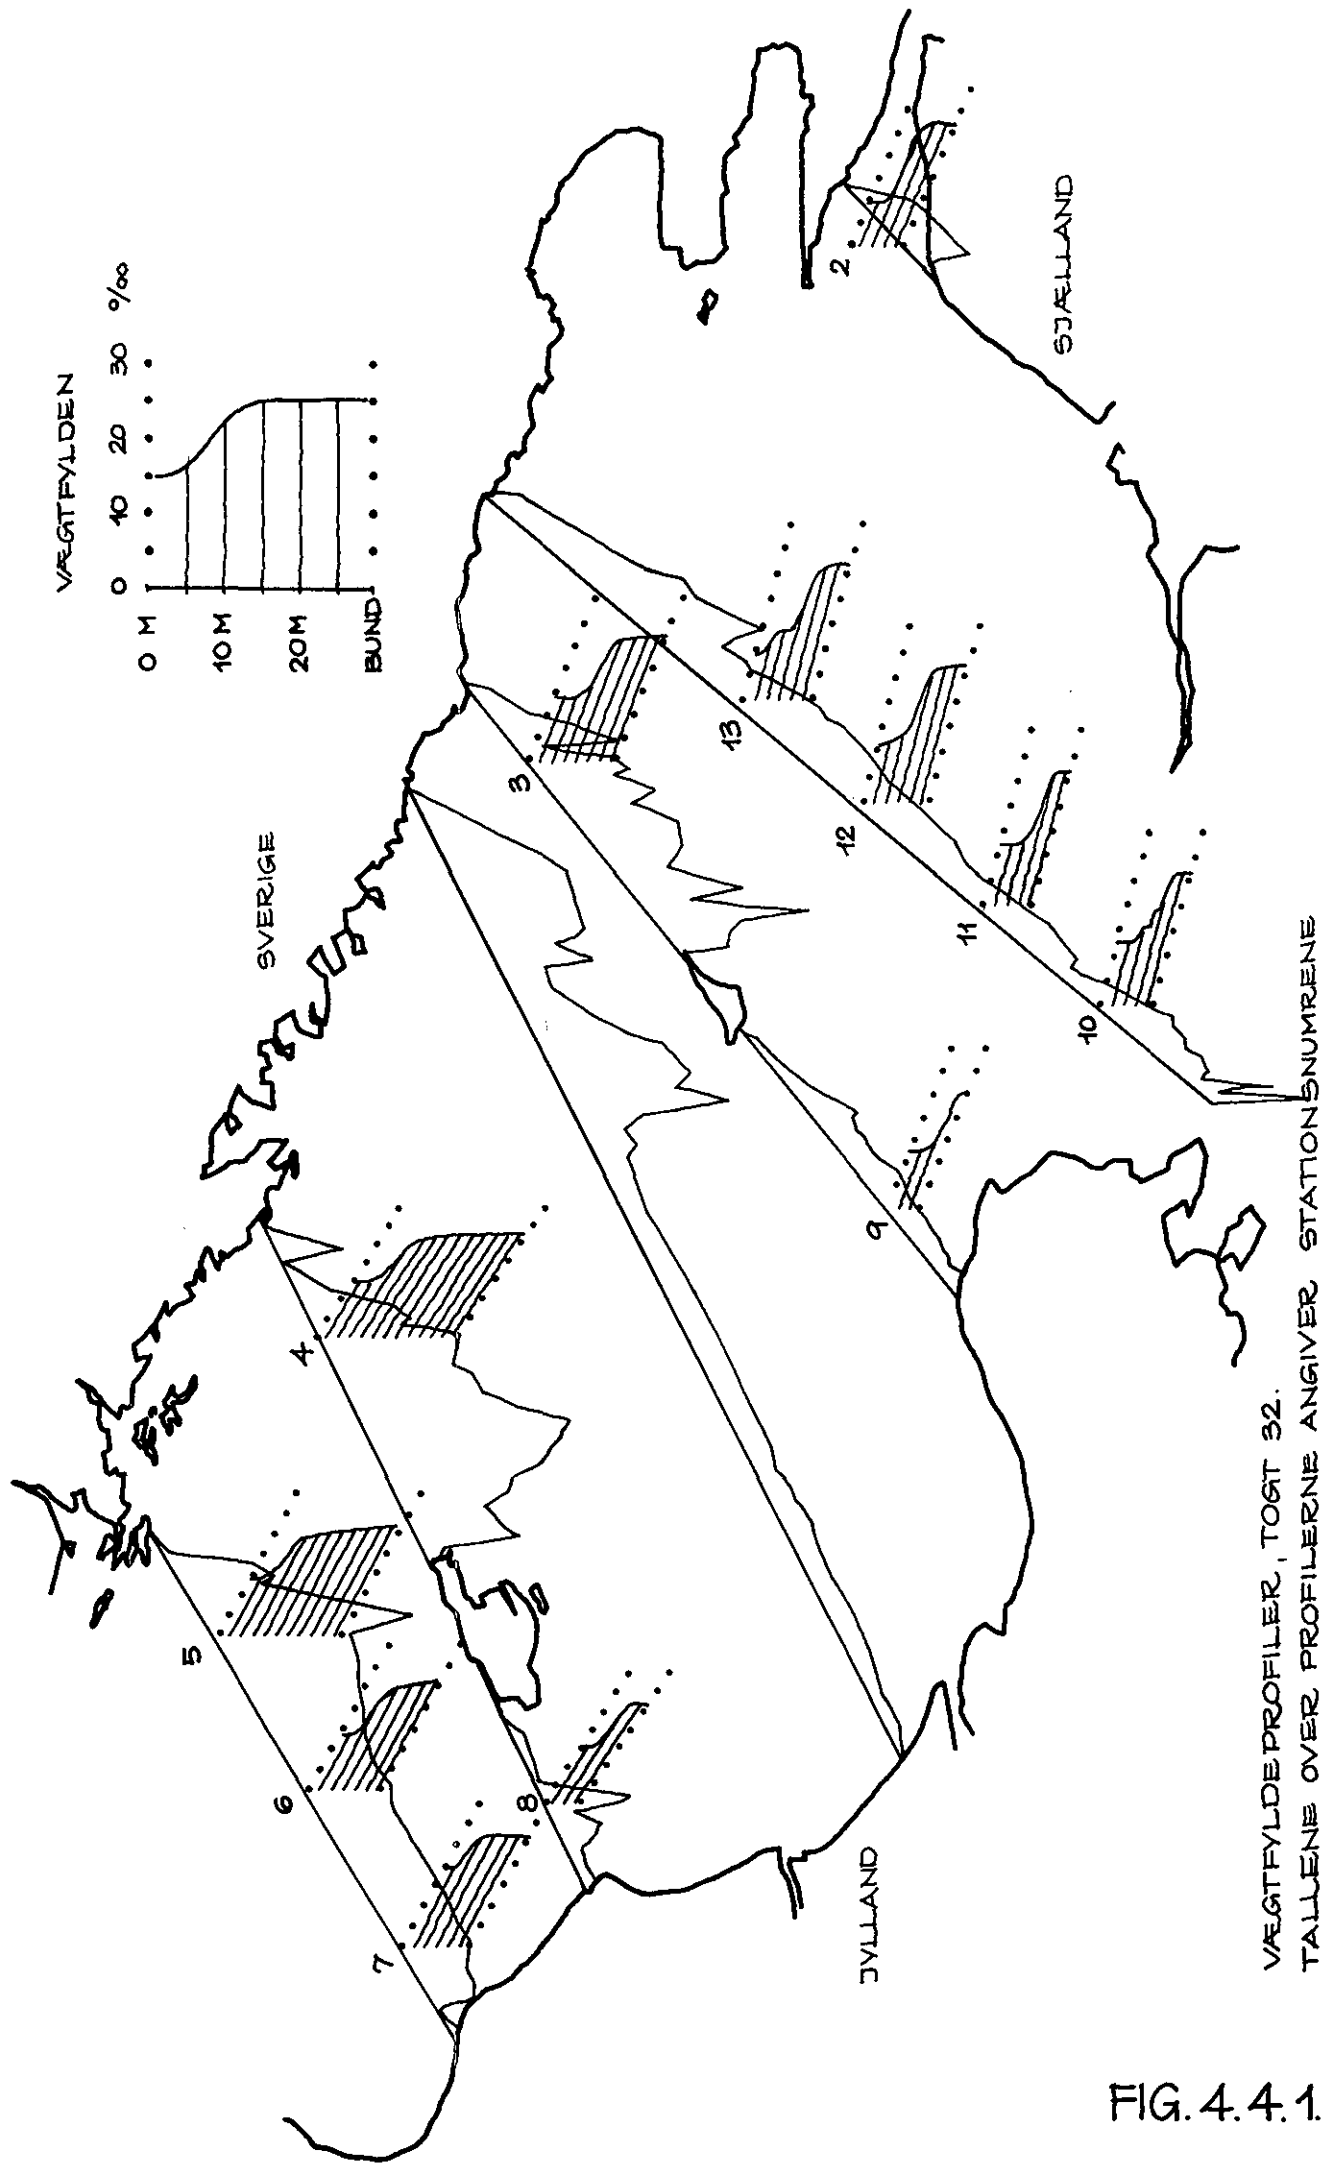 VÆGTFYLDEN
0 10 20 30 ‰
0 M
10 M
20 M
BUND
SVERIGE
5
4
6
7
3
8
13
2
12
11
9
10
SJÆLLAND
JYLLAND
VÆGTFYLDEPROFILER, TOGT 32.
TALLENE OVER PROFILERNE ANGIVER STATIONSNUMRENE
FIG. 4.4.1.